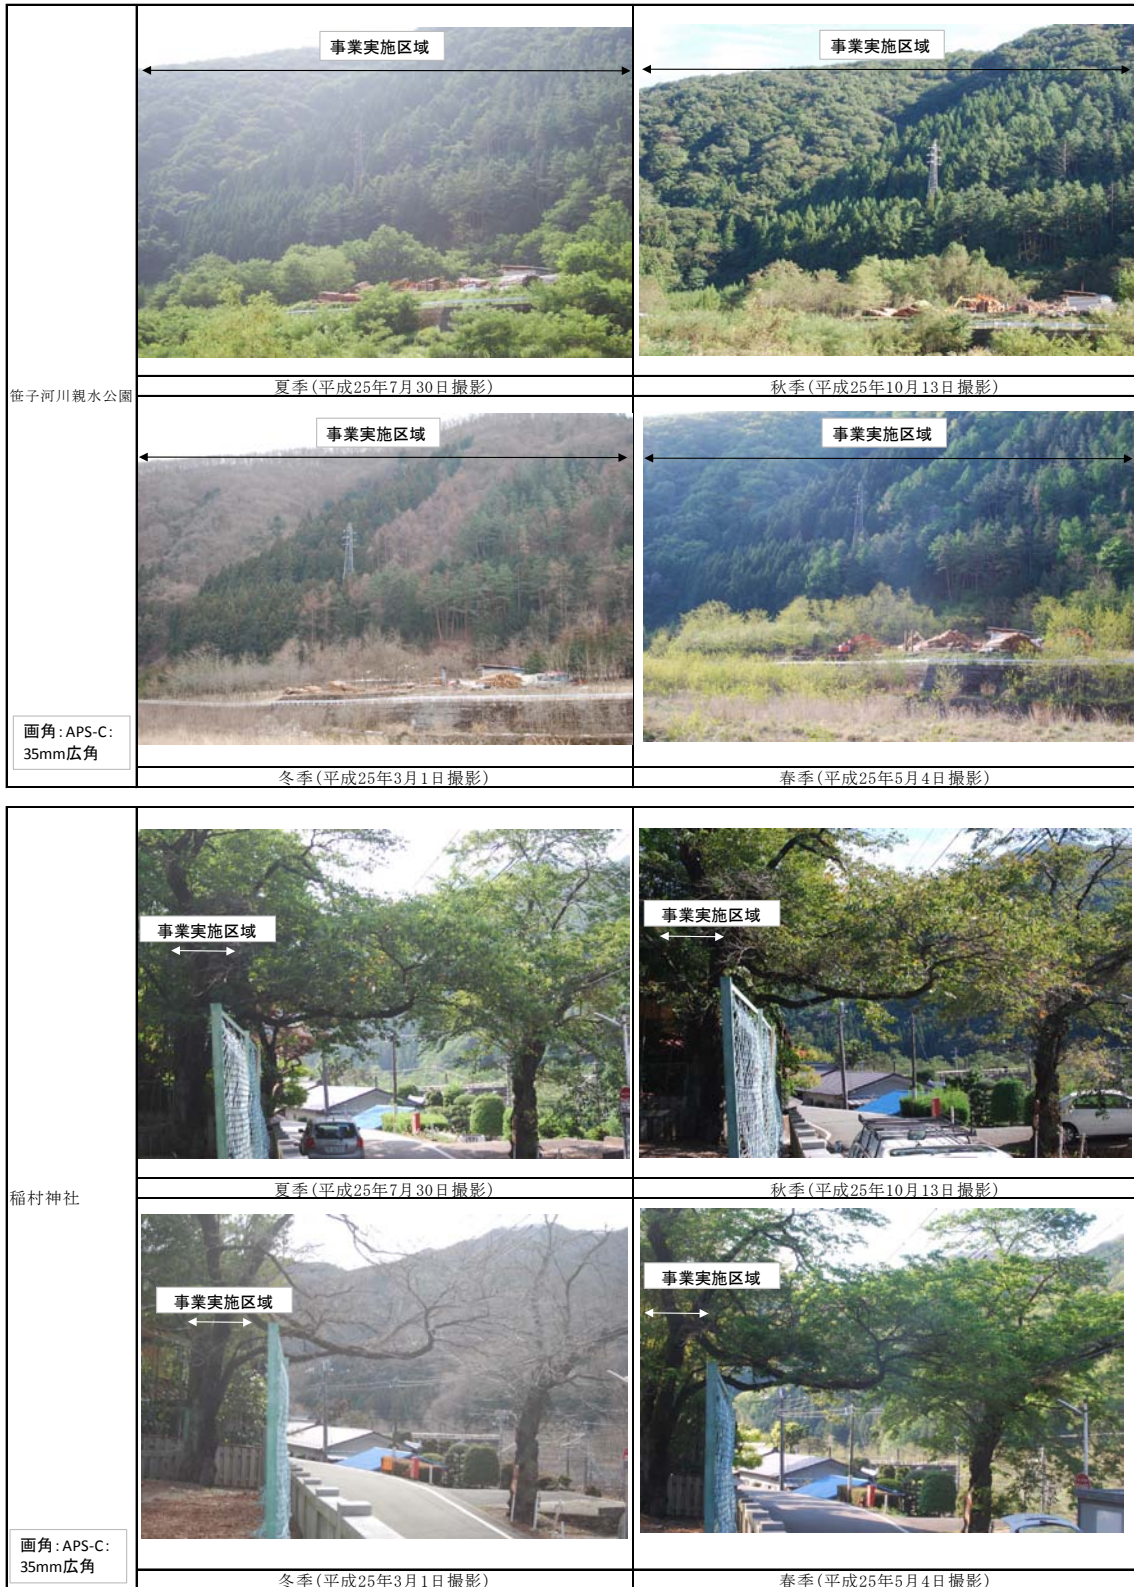 事業実施区域
事業実施区域
夏季(平成25年7月30日撮影)
秋季(平成25年10月13日撮影)
笹子河川親水公園
事業実施区域
事業実施区域
画角:APS-C:
35mm広角
冬季(平成25年3月1日撮影)
春季(平成25年5月4日撮影)
事業実施区域
事業実施区域
夏季(平成25年7月30日撮影)
秋季(平成25年10月13日撮影)
稲村神社
事業実施区域
事業実施区域
画角:APS-C:
35mm広角
冬季(平成25年3月1日撮影)
春季(平成25年5月4日撮影)